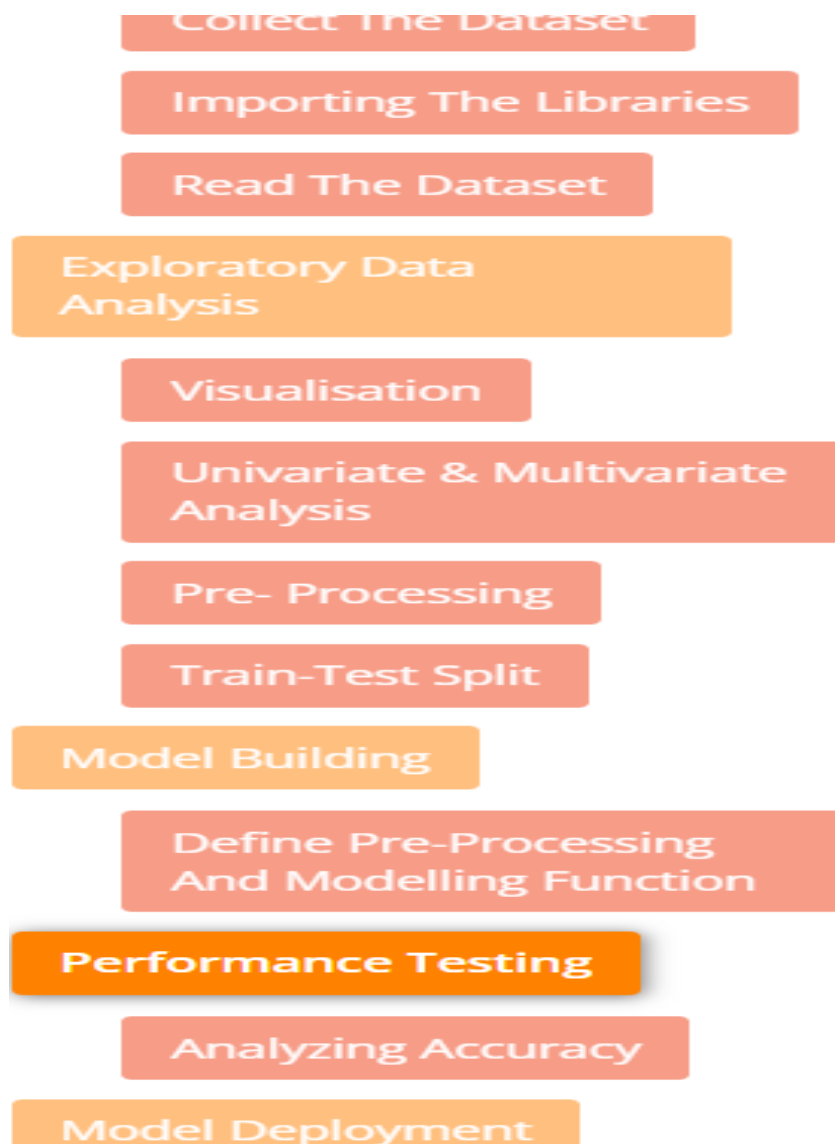 Collect The Dataset
Importing The Libraries
Read The Dataset
Exploratory Data
Analysis
Visualisation
Univariate & Multivariate
Analysis
Pre- Processing
Train-Test Split
Model Building
Define Pre-Processing
And Modelling Function
Performance Testing
Analyzing Accuracy
Model Deployment